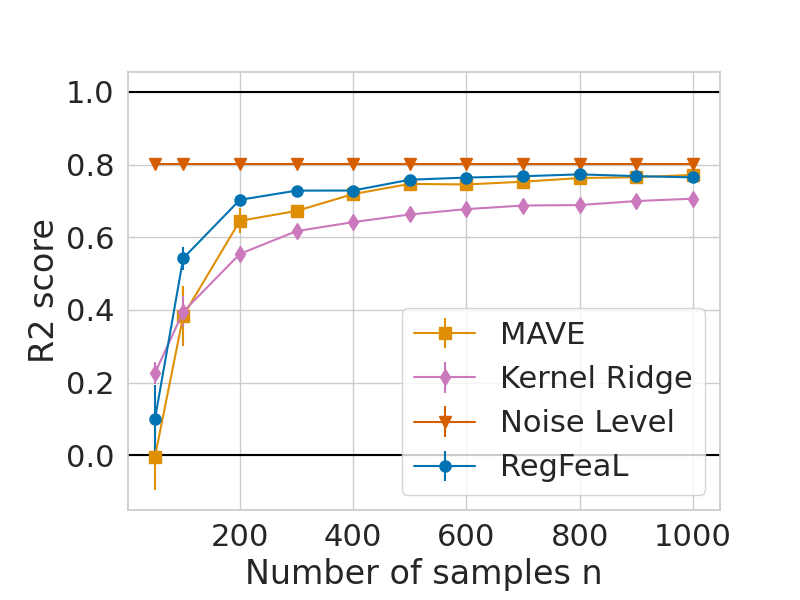 1.0
0.8
0.6
0.4
0.2
0.0
R2 score
MAVE
Kernel Ridge
Noise Level
RegFeaL
200 400 600 800 1000
Number of samples n